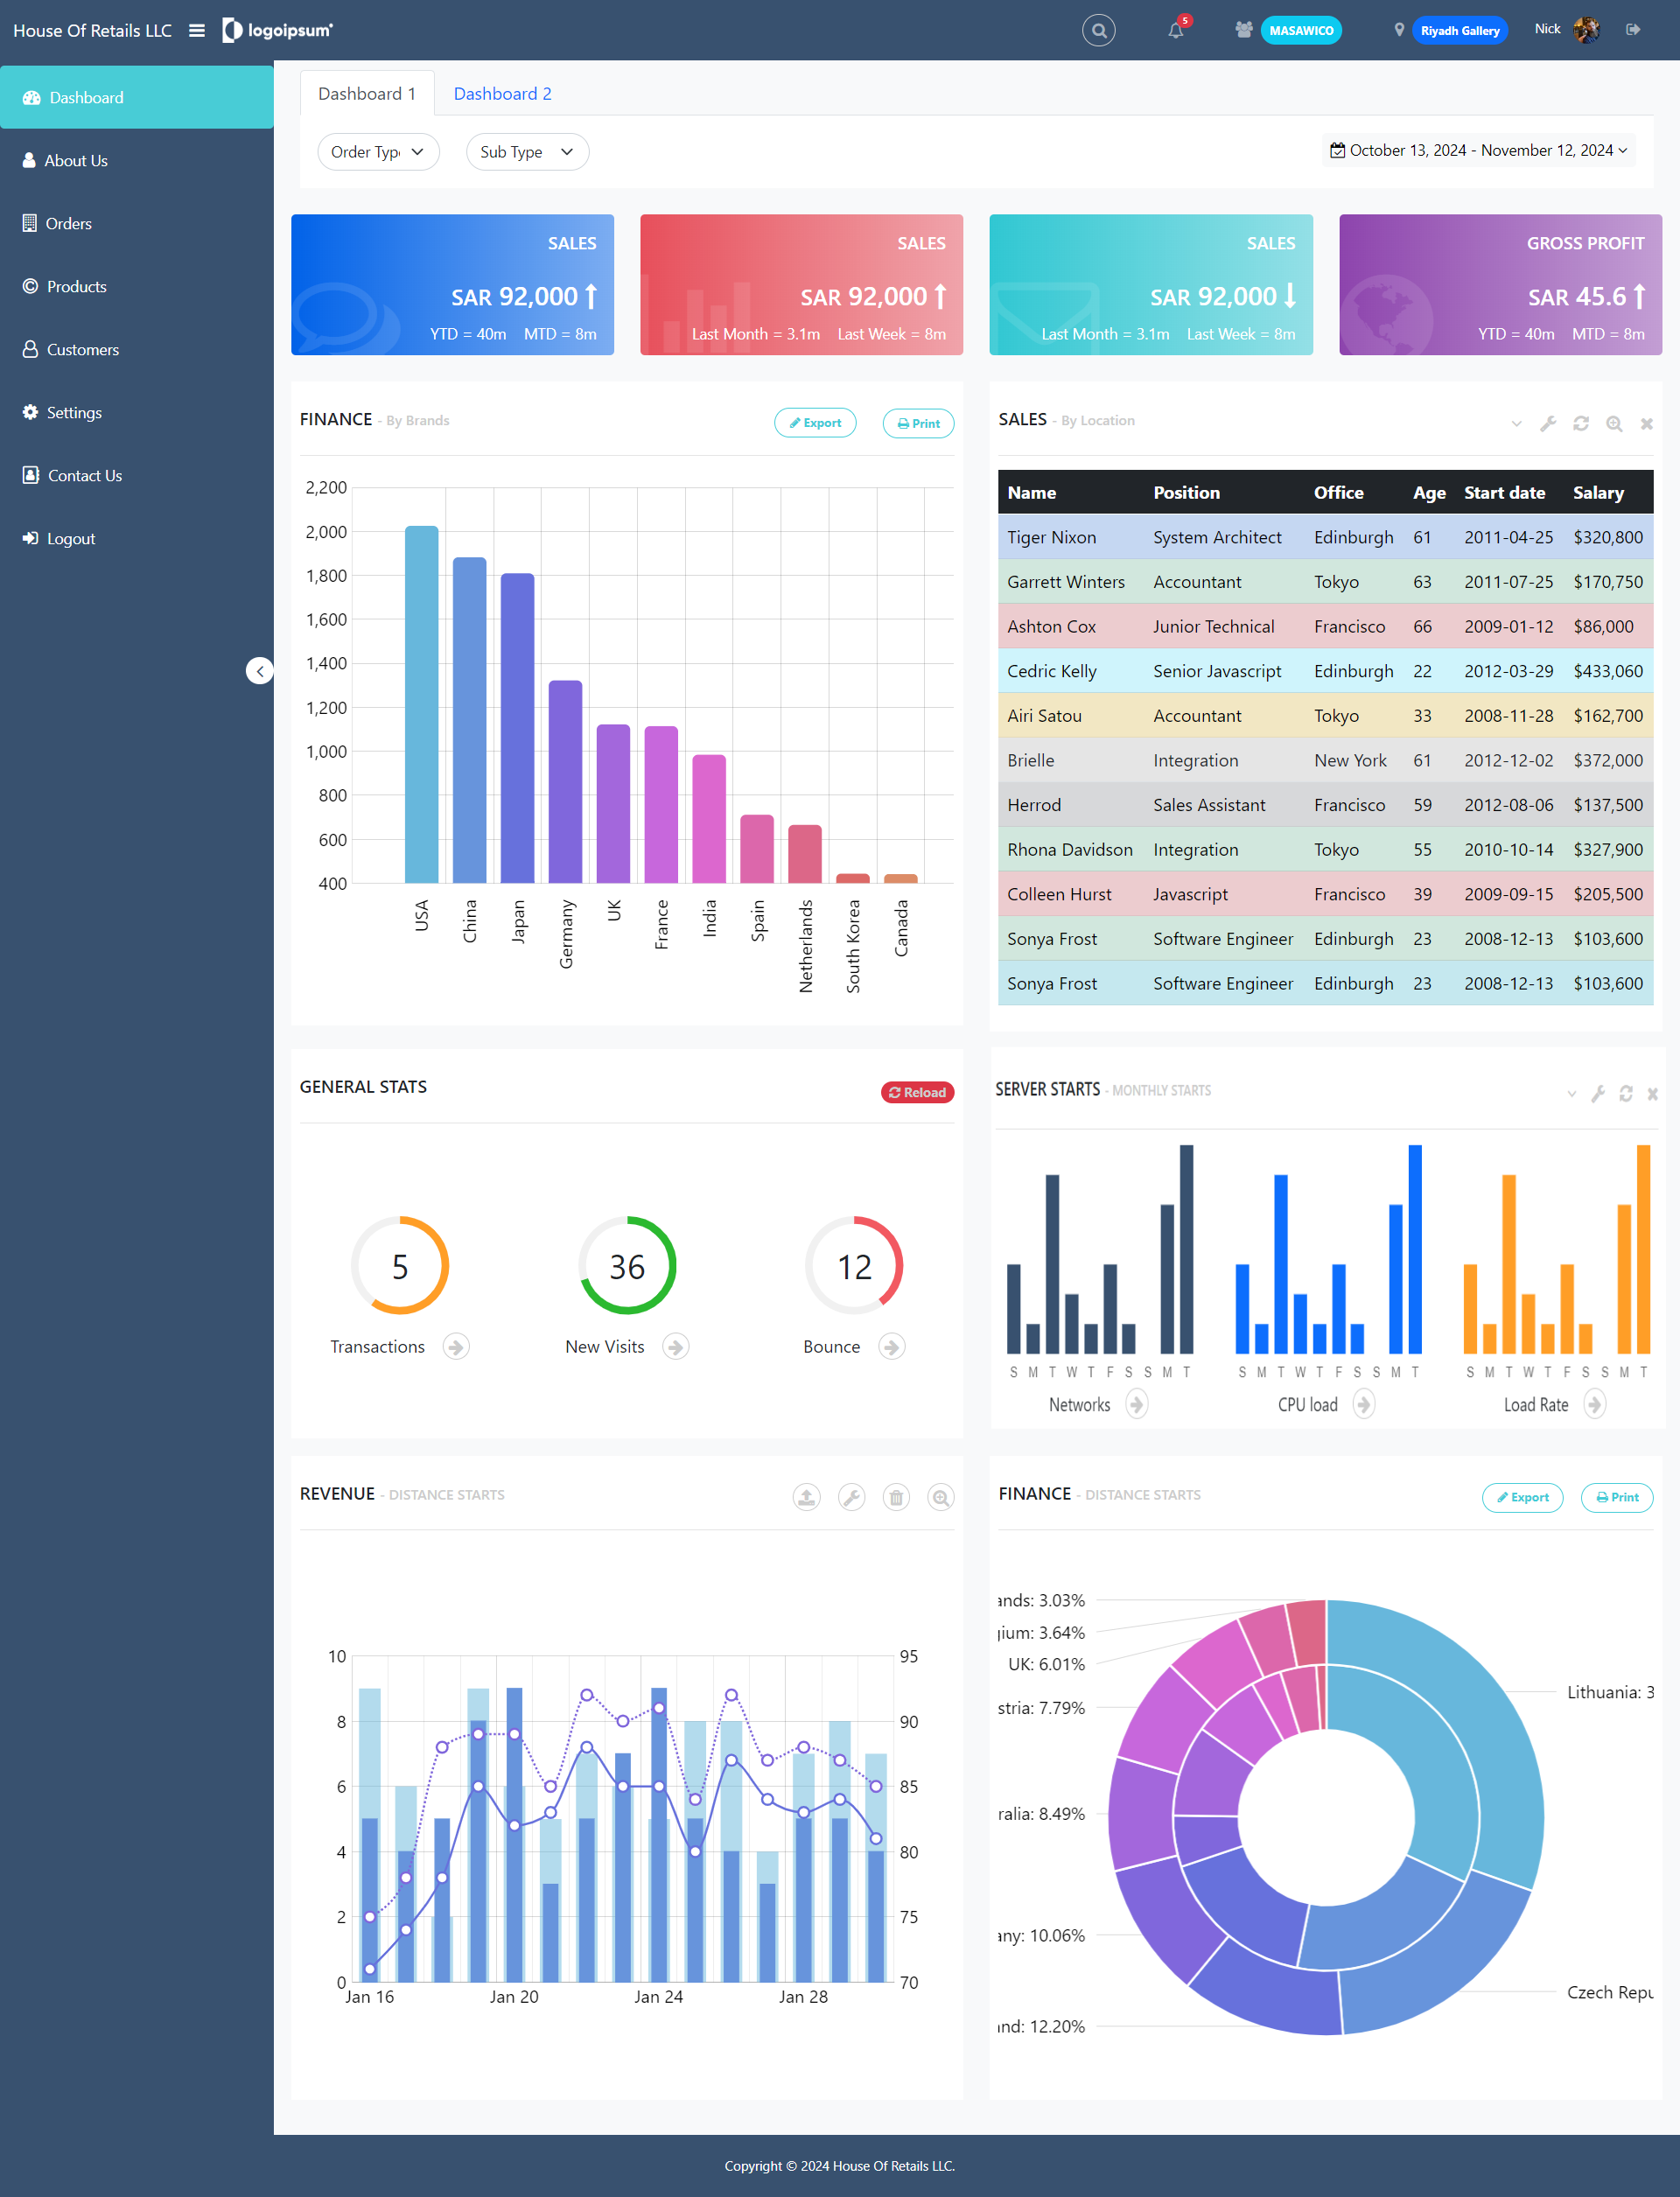 House Of Retails LLC
logoipsum
5
MASAWICO
Riyadh Gallery
Nick
Dashboard
About Us
Orders
Products
Customers
Settings
Contact Us
Logout
Dashboard 1
Dashboard 2
Order Typ
Sub Type
October 13, 2024 - November 12, 2024
SALES
SAR 92,000
YTD = 40m MTD = 8m
SALES
SAR 92,000
Last Month = 3.1m Last Week = 8m
SALES
SAR 92,000
Last Month = 3.1m Last Week = 8m
GROSS PROFIT
SAR 45.6
YTD = 40m MTD = 8m
FINANCE - By Brands
Export
Print
2,200
2,000
1,800
1,600
1,400
1,200
1,000
800
600
400
USA
China
Japan
Germany
UK
France
India
Spain
Netherlands
South Korea
Canada
SALES - By Location
Name Position Office Age Start date Salary
Tiger Nixon System Architect Edinburgh 61 2011-04-25 $320,800
Garrett Winters Accountant Tokyo 63 2011-07-25 $170,750
Ashton Cox Junior Technical Francisco 66 2009-01-12 $86,000
Cedric Kelly Senior Javascript Edinburgh 22 2012-03-29 $433,060
Airi Satou Accountant Tokyo 33 2008-11-28 $162,700
Brielle Integration New York 61 2012-12-02 $372,000
Herrod Sales Assistant Francisco 59 2012-08-06 $137,500
Rhona Davidson Integration Tokyo 55 2010-10-14 $327,900
Colleen Hurst Javascript Francisco 39 2009-09-15 $205,500
Sonya Frost Software Engineer Edinburgh 23 2008-12-13 $103,600
Sonya Frost Software Engineer Edinburgh 23 2008-12-13 $103,600
GENERAL STATS
Reload
5
Transactions
36
New Visits
12
Bounce
SERVER STARTS - MONTHLY STARTS
S M T W T F S S M T
Networks
S M T W T F S S M T
CPU load
S M T W T F S S M T
Load Rate
REVENUE - DISTANCE STARTS
10
8
6
4
2
0
95
90
85
80
75
70
Jan 16 Jan 20 Jan 24 Jan 28
FINANCE - DISTANCE STARTS
Export
Print
ands: 3.03%
gium: 3.64%
UK: 6.01%
stria: 7.79%
ralia: 8.49%
any: 10.06%
and: 12.20%
Lithuania: 3
Czech Repu
Copyright © 2024 House Of Retails LLC.